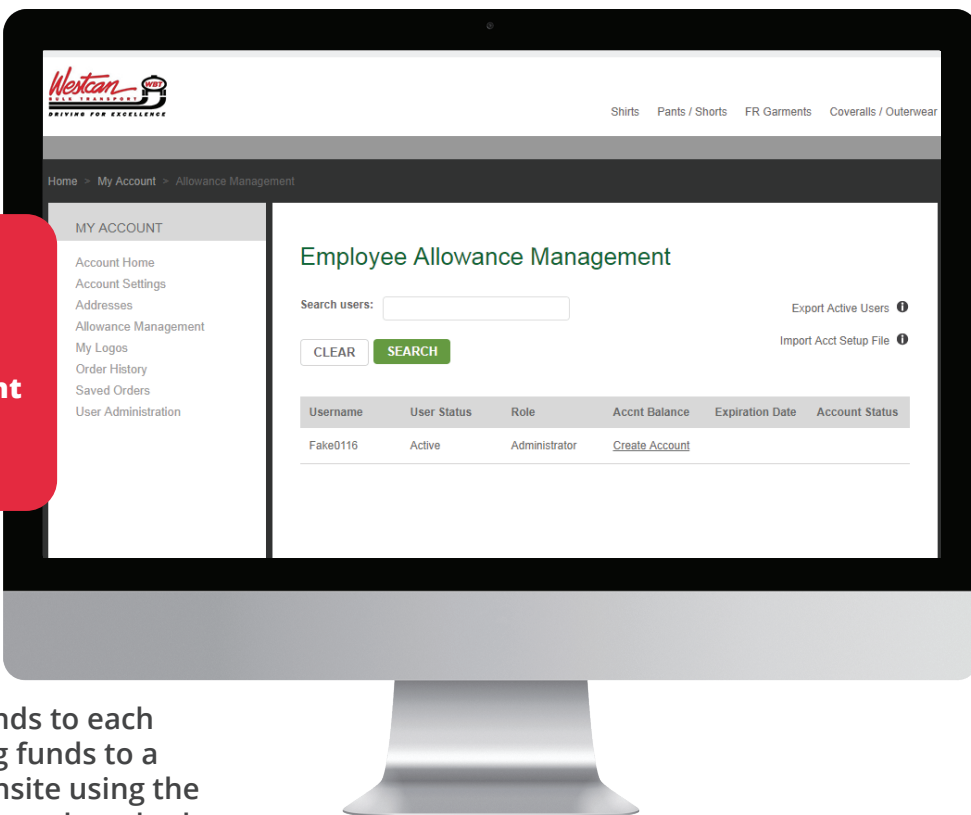 Westcan
WBT
BULK TRANSPORT
DRIVING FOR EXCELLENCE
Shirts Pants / Shorts FR Garments Coveralls / Outerwear
Home > My Account > Allowance Management
MY ACCOUNT
Account Home
Account Settings
Addresses
Allowance Management
My Logos
Order History
Saved Orders
User Administration
Employee Allowance Management
Search users:
Export Active Users
CLEAR SEARCH
Import Acct Setup File
Username User Status Role Accnt Balance Expiration Date Account Status
Fake0116 Active Administrator Create Account
nt
nds to each
g funds to a
nsite using the